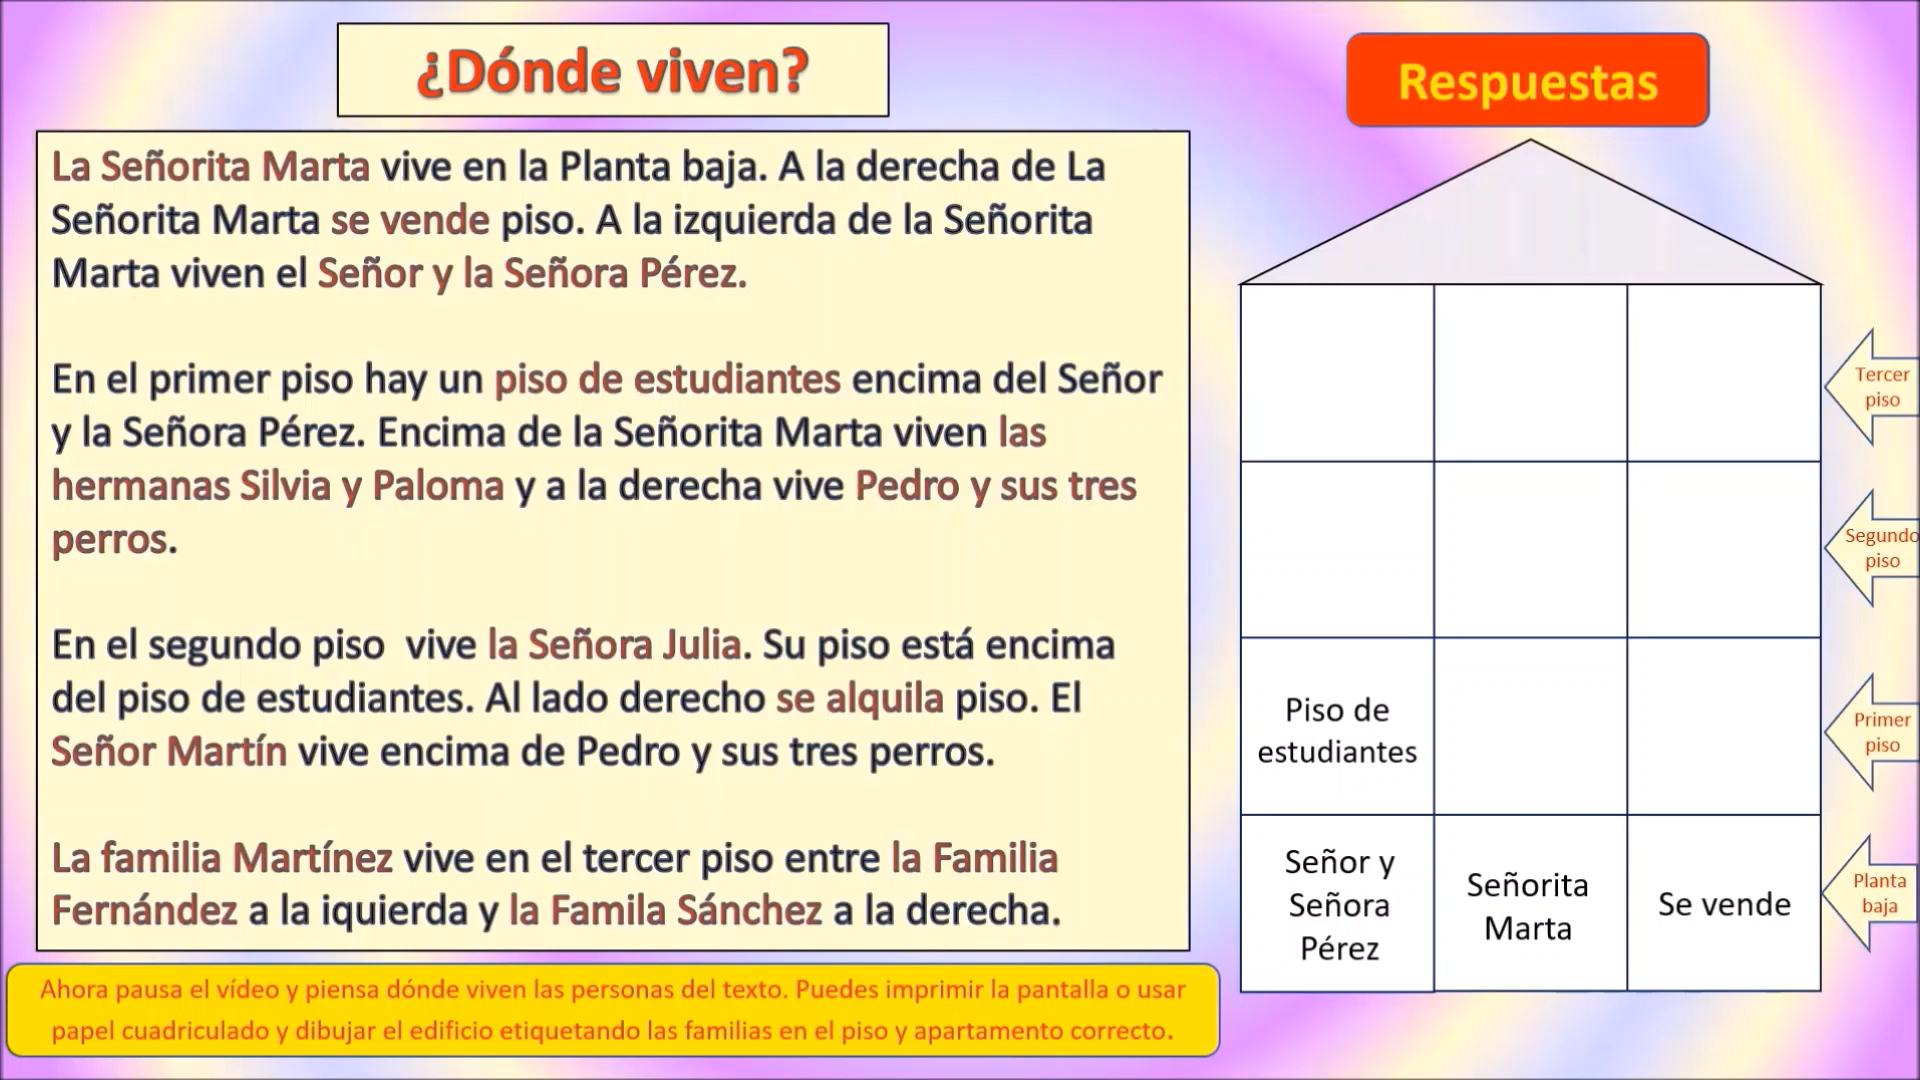 ¿Dónde viven?
La Señorita Marta vive en la Planta baja. A la derecha de La
Señorita Marta se vende piso. A la izquierda de la Señorita
Marta viven el Señor y la Señora Pérez.
En el primer piso hay un piso de estudiantes encima del Señor
y la Señora Pérez. Encima de la Señorita Marta viven las
hermanas Silvia y Paloma y a la derecha vive Pedro y sus tres
perros.
En el segundo piso  vive la Señora Julia. Su piso está encima
del piso de estudiantes. Al lado derecho se alquila piso. El
Señor Martín vive encima de Pedro y sus tres perros.
La familia Martínez vive en el tercer piso entre la Familia
Fernández a la iquierda y la Famila Sánchez a la derecha.
Ahora pausa el vídeo y piensa dónde viven las personas del texto. Puedes imprimir la pantalla o usar
papel cuadriculado y dibujar el edificio etiquetando las familias en el piso y apartamento correcto.
Respuestas
Tercer
piso
Segundo
piso
Piso de
estudiantes
Primer
piso
Señor y
Señora
Pérez
Señorita
Marta
Se vende
Planta
baja